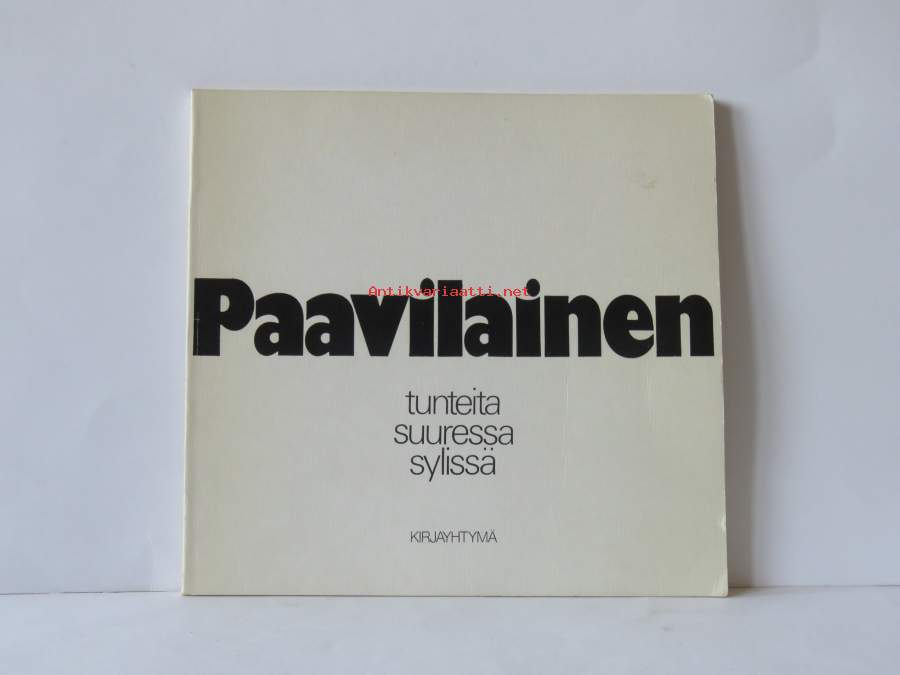 Antikvariaatti.net
Paavilainen
tunteita
suuressa
sylissä
KIRJAYHTYMÄ